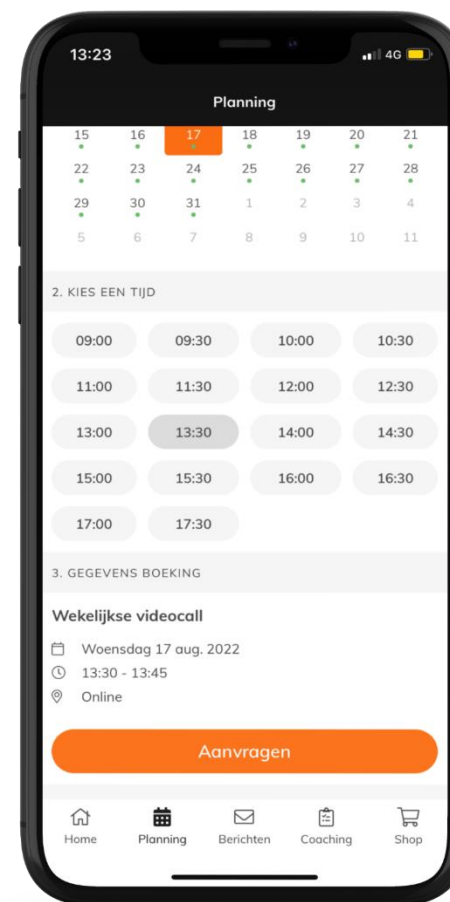 13:23 4G
Planning
15 16 17 18 19 20 21
22 23 24 25 26 27 28
29 30 31 1 2 3 4
5 6 7 8 9 10 11
2. KIES EEN TIJD
09:00 09:30 10:00 10:30
11:00 11:30 12:00 12:30
13:00 13:30 14:00 14:30
15:00 15:30 16:00 16:30
17:00 17:30
3. GEGEVENS BOEKING
Wekelijkse videocall
Woensdag 17 aug. 2022
13:30 - 13:45
Online
Aanvragen
Home Planning Berichten Coaching Shop